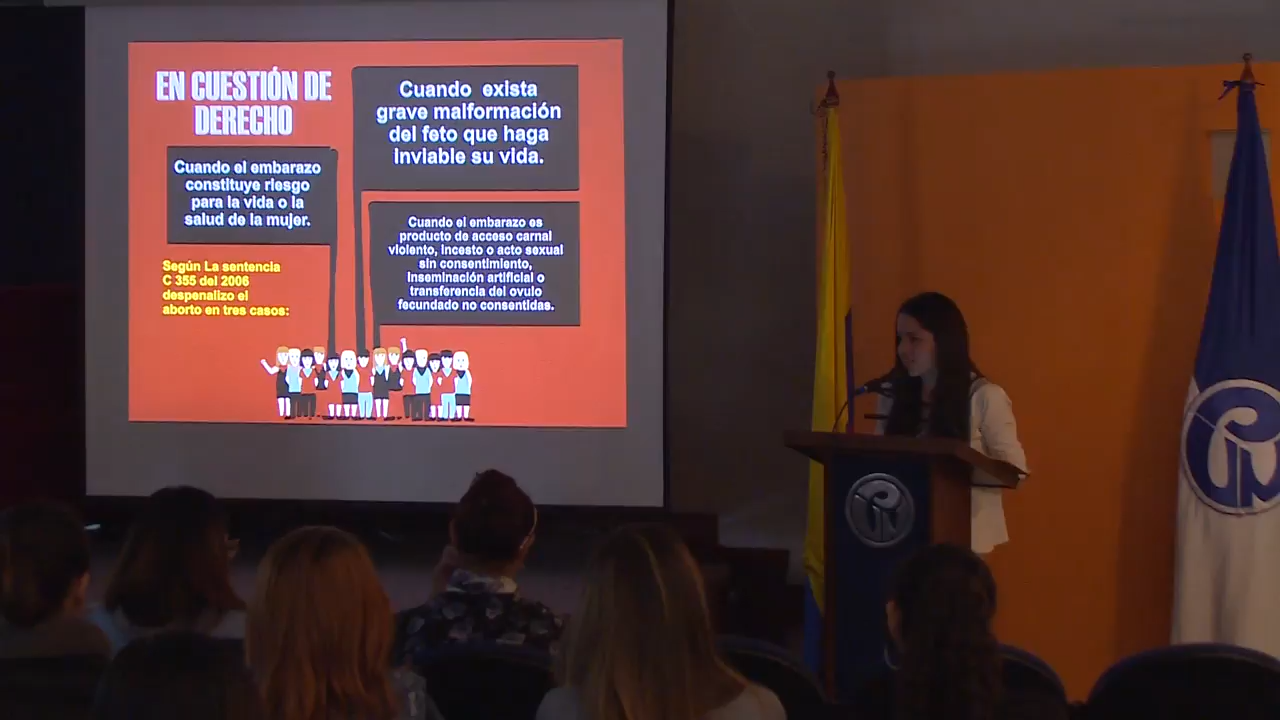 EN CUESTIÓN DE
DERECHO
Cuando el embarazo
constituye riesgo
para la vida o la
salud de la mujer.
Según La sentencia
C 355 del 2006
despenalizo el
aborto en tres casos:
Cuando exista
grave malformación
del feto que haga
inviable su vida.
Cuando el embarazo es
producto de acceso carnal
violento, incesto o acto sexual
sin consentimiento,
inseminación artificial o
transferencia del ovulo
fecundado no consentidas.